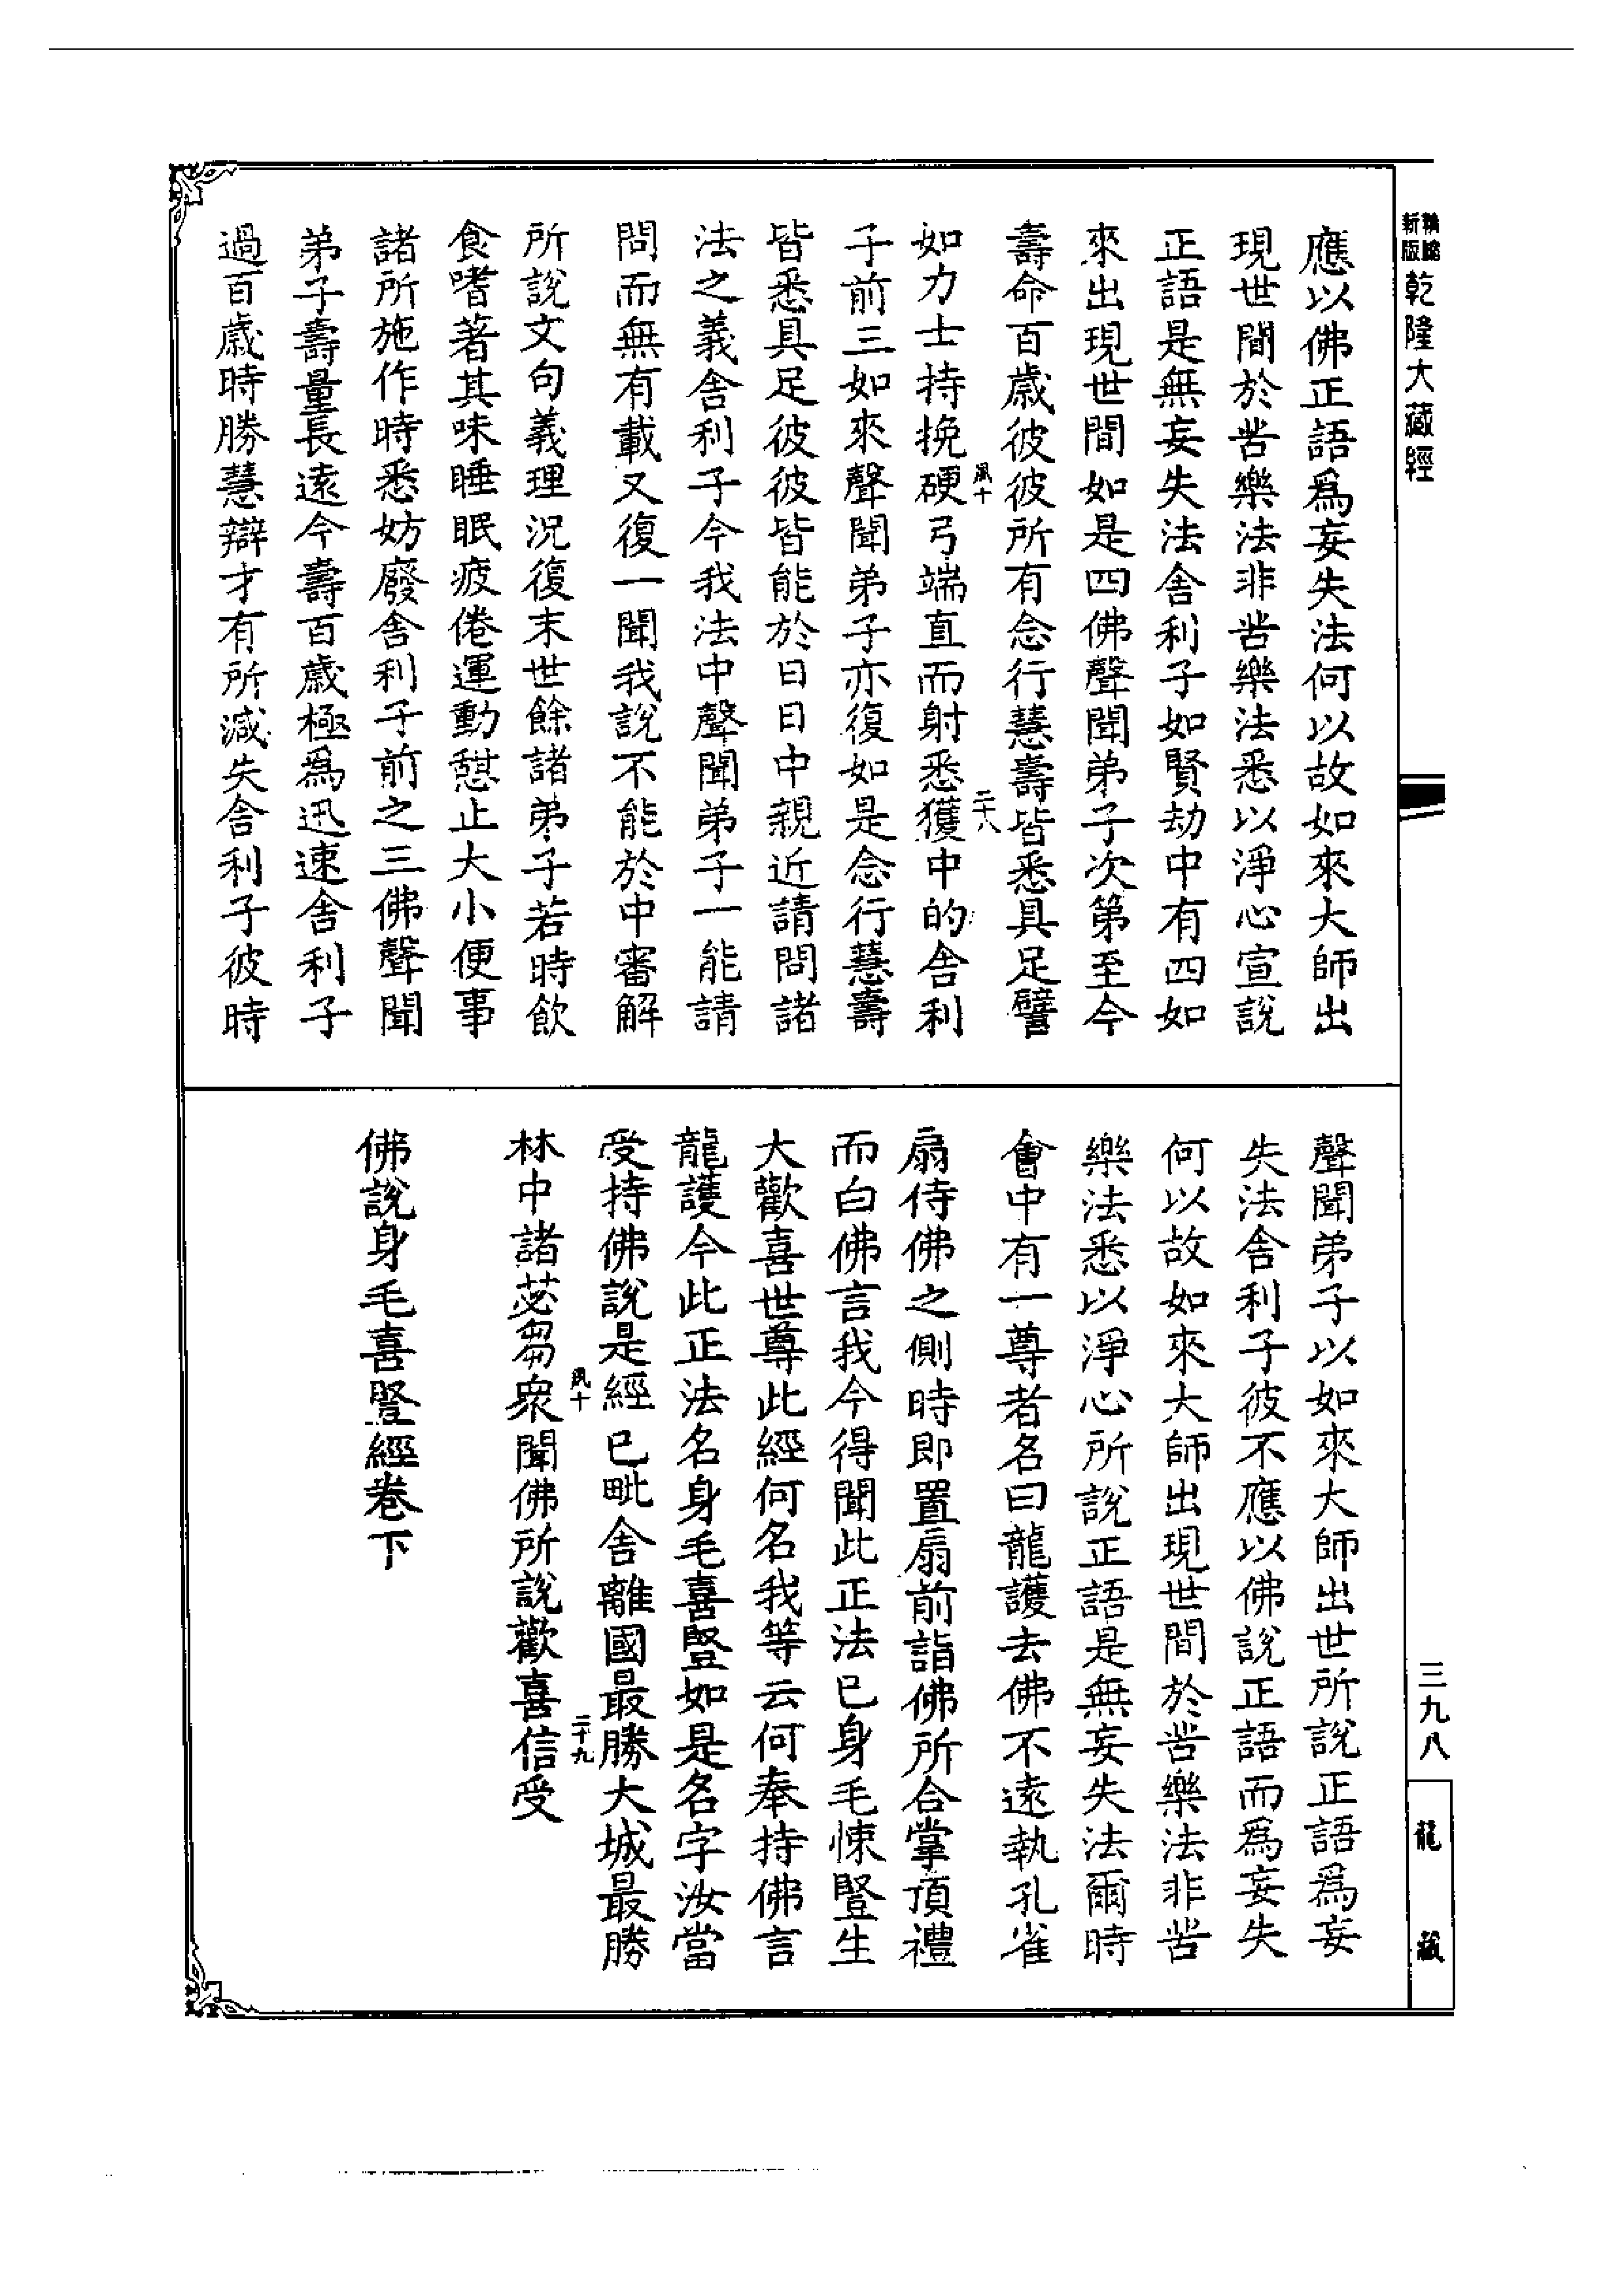 新版
乾隆大藏經
應以佛正語爲妄失法何以故如來大師出
現世間於苦樂法非苦樂法悉以淨心宣説
正語是無妄失法舍利子如賢劫中有四如
來出現世間如是四佛聲聞弟子次第至今
壽命百歲彼彼所有念行慧壽皆悉具足譬
風十
二十八
如力士持挽硬弓端直而射悉獲中的舍利
子前三如來聲聞弟子亦復如是念行慧壽
皆悉具足彼彼皆能於日日中親近請問諸
法之義舍利子今我法中聲聞弟子一能請
問而無有載又復一聞我説不能於中審解
所説文句義理況復末世餘諸弟子若時飲
食嗜著其味睡眠疲倦運動憩止大小便事
諸所施作時悉妨廢舍利子前之三佛聲聞
弟子壽量長遠今壽百歲極爲迅速舍利子
過百歲時勝慧辯才有所減失舍利子彼時
聲聞弟子以如來大師出世所説正語爲妄
失法舍利子彼不應以佛説正語而爲妄失
何以故如來大師出現世間於苦樂法非苦
樂法悉以淨心所説正語是無妄失法爾時
會中有一尊者名曰龍護去佛不遠執孔雀
扇侍佛之側時即置扇前詣佛所合掌頂禮
而白佛言我今得聞此正法已身毛悚豎生
大歡喜世尊此經何名我等云何奉持佛言
龍護今此正法名身毛喜豎如是名字汝當
受持佛説是經已毗舍離國最勝大城最勝
風十
二十九
林中諸苾芻衆聞佛所説歡喜信受
佛説身毛喜豎經卷下
三九八
龍藏